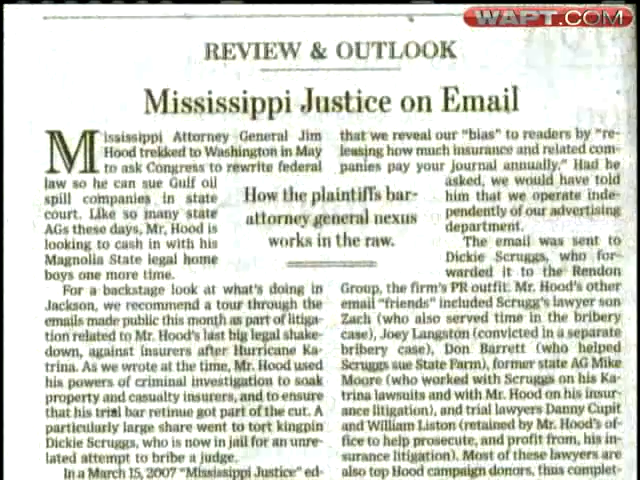 WAPT.COM
REVIEW & OUTLOOK
Mississippi Justice on Email
Mississippi Attorney General Jim
Hood trekked to Washington in May
to ask Congress to rewrite federal
law so he can sue Gulf oil
spill companies in state
court. Like so many state
AGs these days, Mr. Hood is
looking to cash in with his
Magnolia State legal home
boys one more time.
For a backstage look at what's doing in
Jackson, we recommend a tour through the
emails made public this month as part of litiga-
tion related to Mr. Hood's last big legal shake-
down, against insurers after Hurricane Ka-
trina. As we wrote at the time, Mr. Hood used
his powers of criminal investigation to soak
property and casualty insurers, and to ensure
that his trial bar retinue got part of the cut. A
particularly large share went to tort kingpin
Dickie Scruggs, who is now in jail for an unre-
lated attempt to bribe a judge.
In a March 15, 2007 "Mississippi Justice" ed-
How the plaintiffs bar-
attorney general nexus
works in the raw.
that we reveal our "bias" to readers by "re-
leasing how much insurance and related com-
panies pay your journal annually." Had he
asked, we would have told
him that we operate inde-
pendently of our advertising
department.
The email was sent to
Dickie Scruggs, who for-
warded it to the Rendon
Group, the firm's PR outfit. Mr. Hood's other
email "friends" included Scrugg's lawyer son
Zach (who also served time in the bribery
case), Joey Langston (convicted in a separate
bribery case), Don Barrett (who helped
Scruggs sue State Farm), former state AG Mike
Moore (who worked with Scruggs on his Ka-
trina lawsuits and with Mr. Hood on his insur-
ance litigation), and trial lawyers Danny Cupit
and William Liston (retained by Mr. Hood's of-
fice to help prosecute, and profit from, his in-
surance litigation). Most of these lawyers are
also top Hood campaign donors, thus complet-